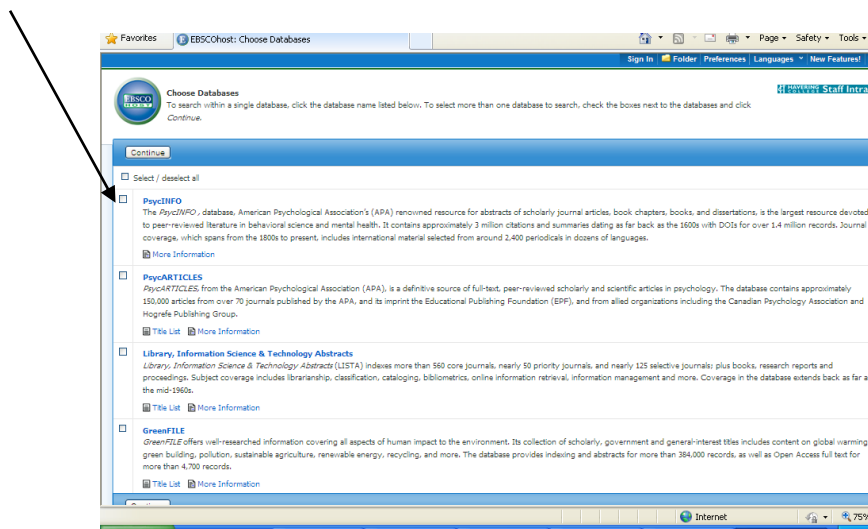 Favorites EBSCOhost: Choose Databases Page Safety Tools
Sign In Folder Preferences Languages New Features!
EBSCO HOST
Choose Databases
HAVERING COLLEGE Staff Intra
To search within a single database, click the database name listed below. To select more than one database to search, check the boxes next to the databases and click
Continue.
Continue
Select / deselect all
PsycINFO
The PsycINFO, database, American Psychological Association's (APA) renowned resource for abstracts of scholarly journal articles, book chapters, books, and dissertations, is the largest resource devoted
to peer-reviewed literature in behavioral science and mental health. It contains approximately 3 million citations and summaries dating as far back as the 1600s with DOIs for over 1.4 million records. Journal
coverage, which spans from the 1800s to present, includes international material selected from around 2,400 periodicals in dozens of languages.
More Information
PsycARTICLES
PsycARTICLES, from the American Psychological Association (APA), is a definitive source of full-text, peer-reviewed scholarly and scientific articles in psychology. The database contains approximately
150,000 articles from over 70 journals published by the APA, and its imprint the Educational Publishing Foundation (EPF), and from allied organizations including the Canadian Psychology Association and
Hogrefe Publishing Group.
Title List More Information
Library, Information Science & Technology Abstracts
Library, Information Science & Technology Abstracts (LISTA) indexes more than 560 core journals, nearly 50 priority journals, and nearly 125 selective journals; plus books, research reports and
proceedings. Subject coverage includes librarianship, classification, cataloging, bibliometrics, online information retrieval, information management and more. Coverage in the database extends back as far a
the mid-1960s.
Title List More Information
GreenFILE
GreenFILE offers well-researched information covering all aspects of human impact to the environment. Its collection of scholarly, government and general-interest titles includes content on global warming
green building, pollution, sustainable agriculture, renewable energy, recycling, and more. The database provides indexing and abstracts for more than 384,000 records, as well as Open Access full text for
more than 4,700 records.
Title List More Information
Internet 75%